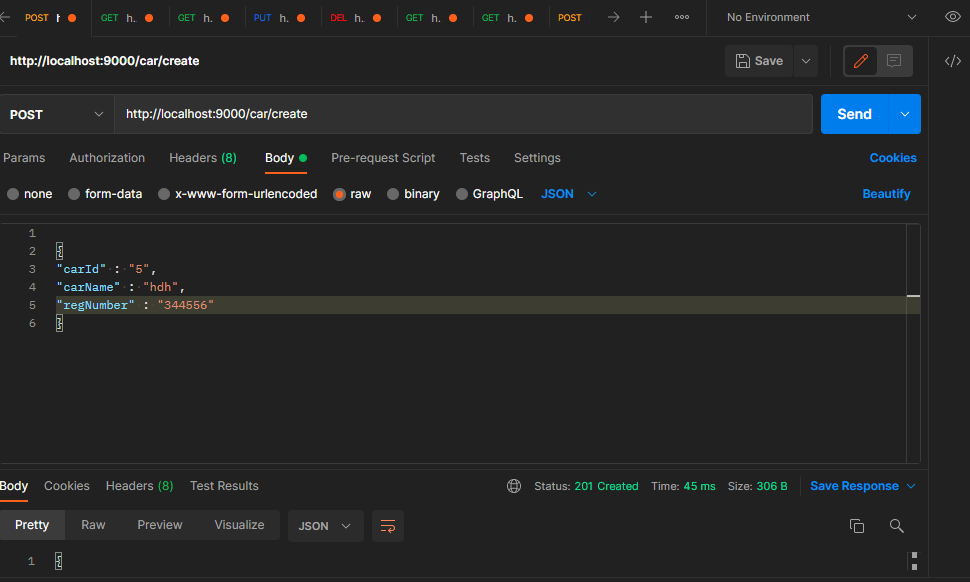 POST h GET h. GET h. PUT h. DEL h. GET h. GET h. POST No Environment
http://localhost:9000/car/create Save
POST http://localhost:9000/car/create Send
Params Authorization Headers (8) Body Pre-request Script Tests Settings Cookies
none form-data x-www-form-urlencoded raw binary GraphQL JSON Beautify
1
2 {
3 "carId" : "5",
4 "carName" : "hdh",
5 "regNumber" : "344556"
6 }
Body Cookies Headers (8) Test Results Status: 201 Created Time: 45 ms Size: 306 B Save Response
Pretty Raw Preview Visualize JSON
1 {